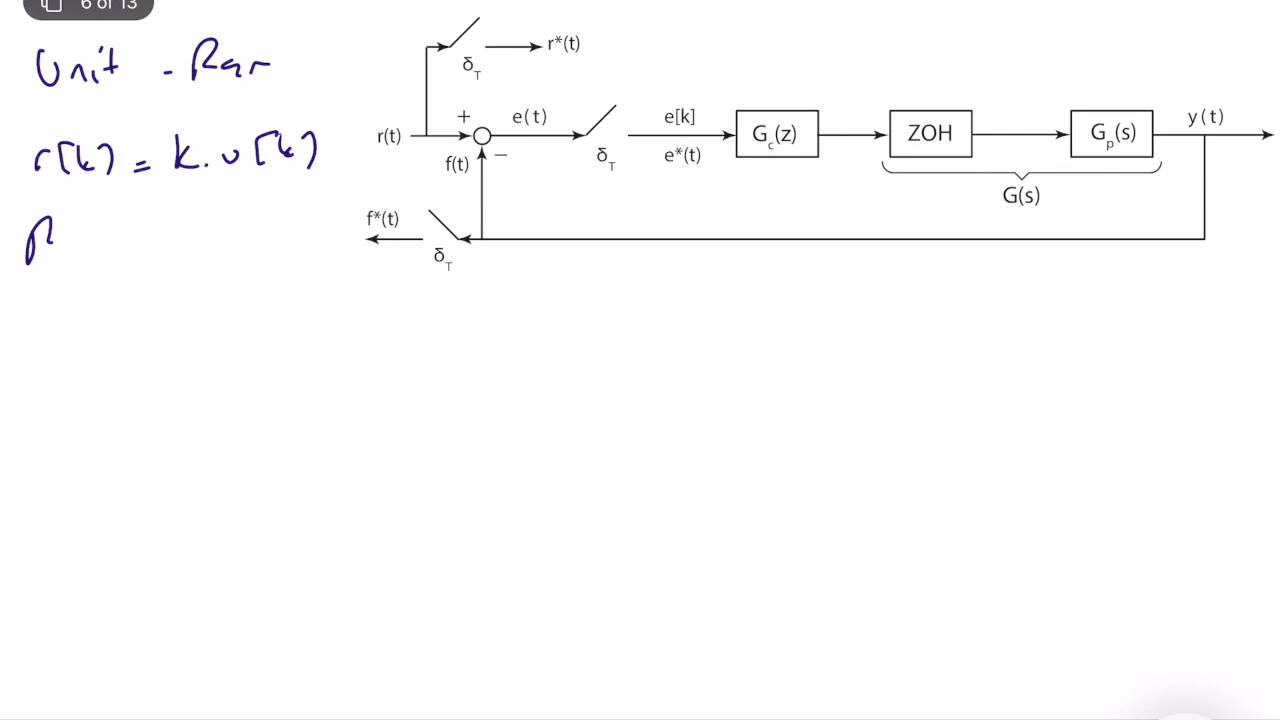 6 of 13
Unit - Ram
r[k] = k.u[k]
R
r*(t)
δT
r(t)
+
e(t)
f(t)
−
δT
e[k]
e*(t)
Gc(z)
ZOH
Gp(s)
y(t)
G(s)
f*(t)
δT